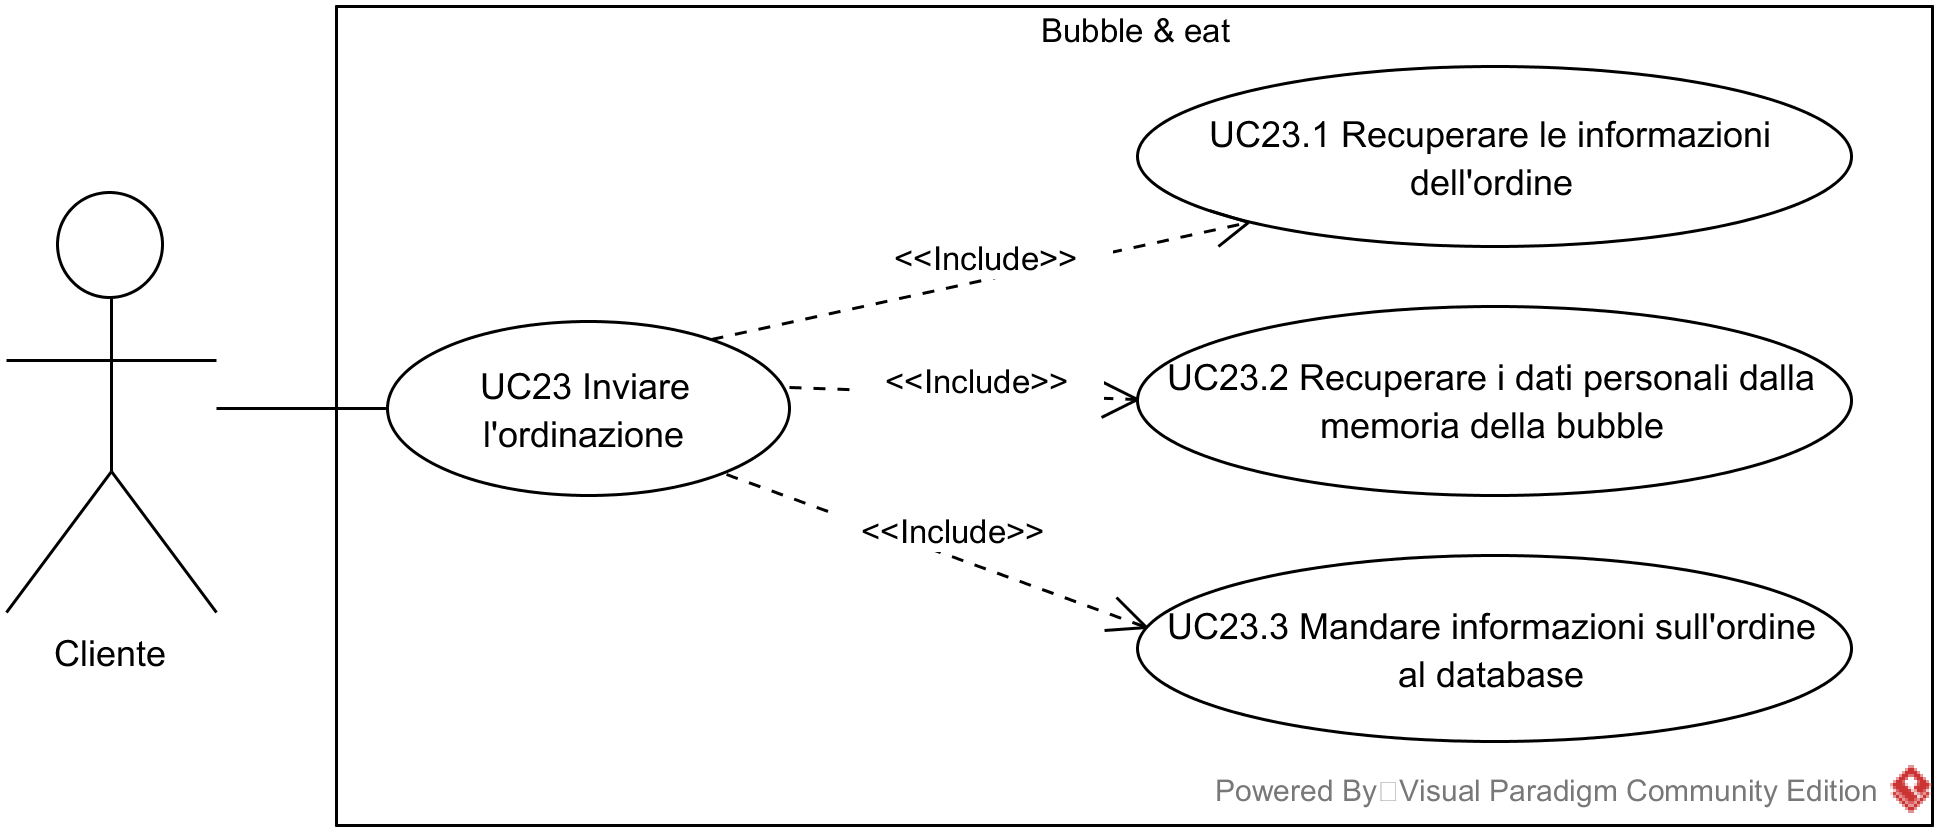 Bubble & eat
UC23.1 Recuperare le informazioni
dell'ordine
<<Include>>
UC23 Inviare
l'ordinazione
<<Include>>
UC23.2 Recuperare i dati personali dalla
memoria della bubble
<<Include>>
UC23.3 Mandare informazioni sull'ordine
al database
Cliente
Powered By Visual Paradigm Community Edition